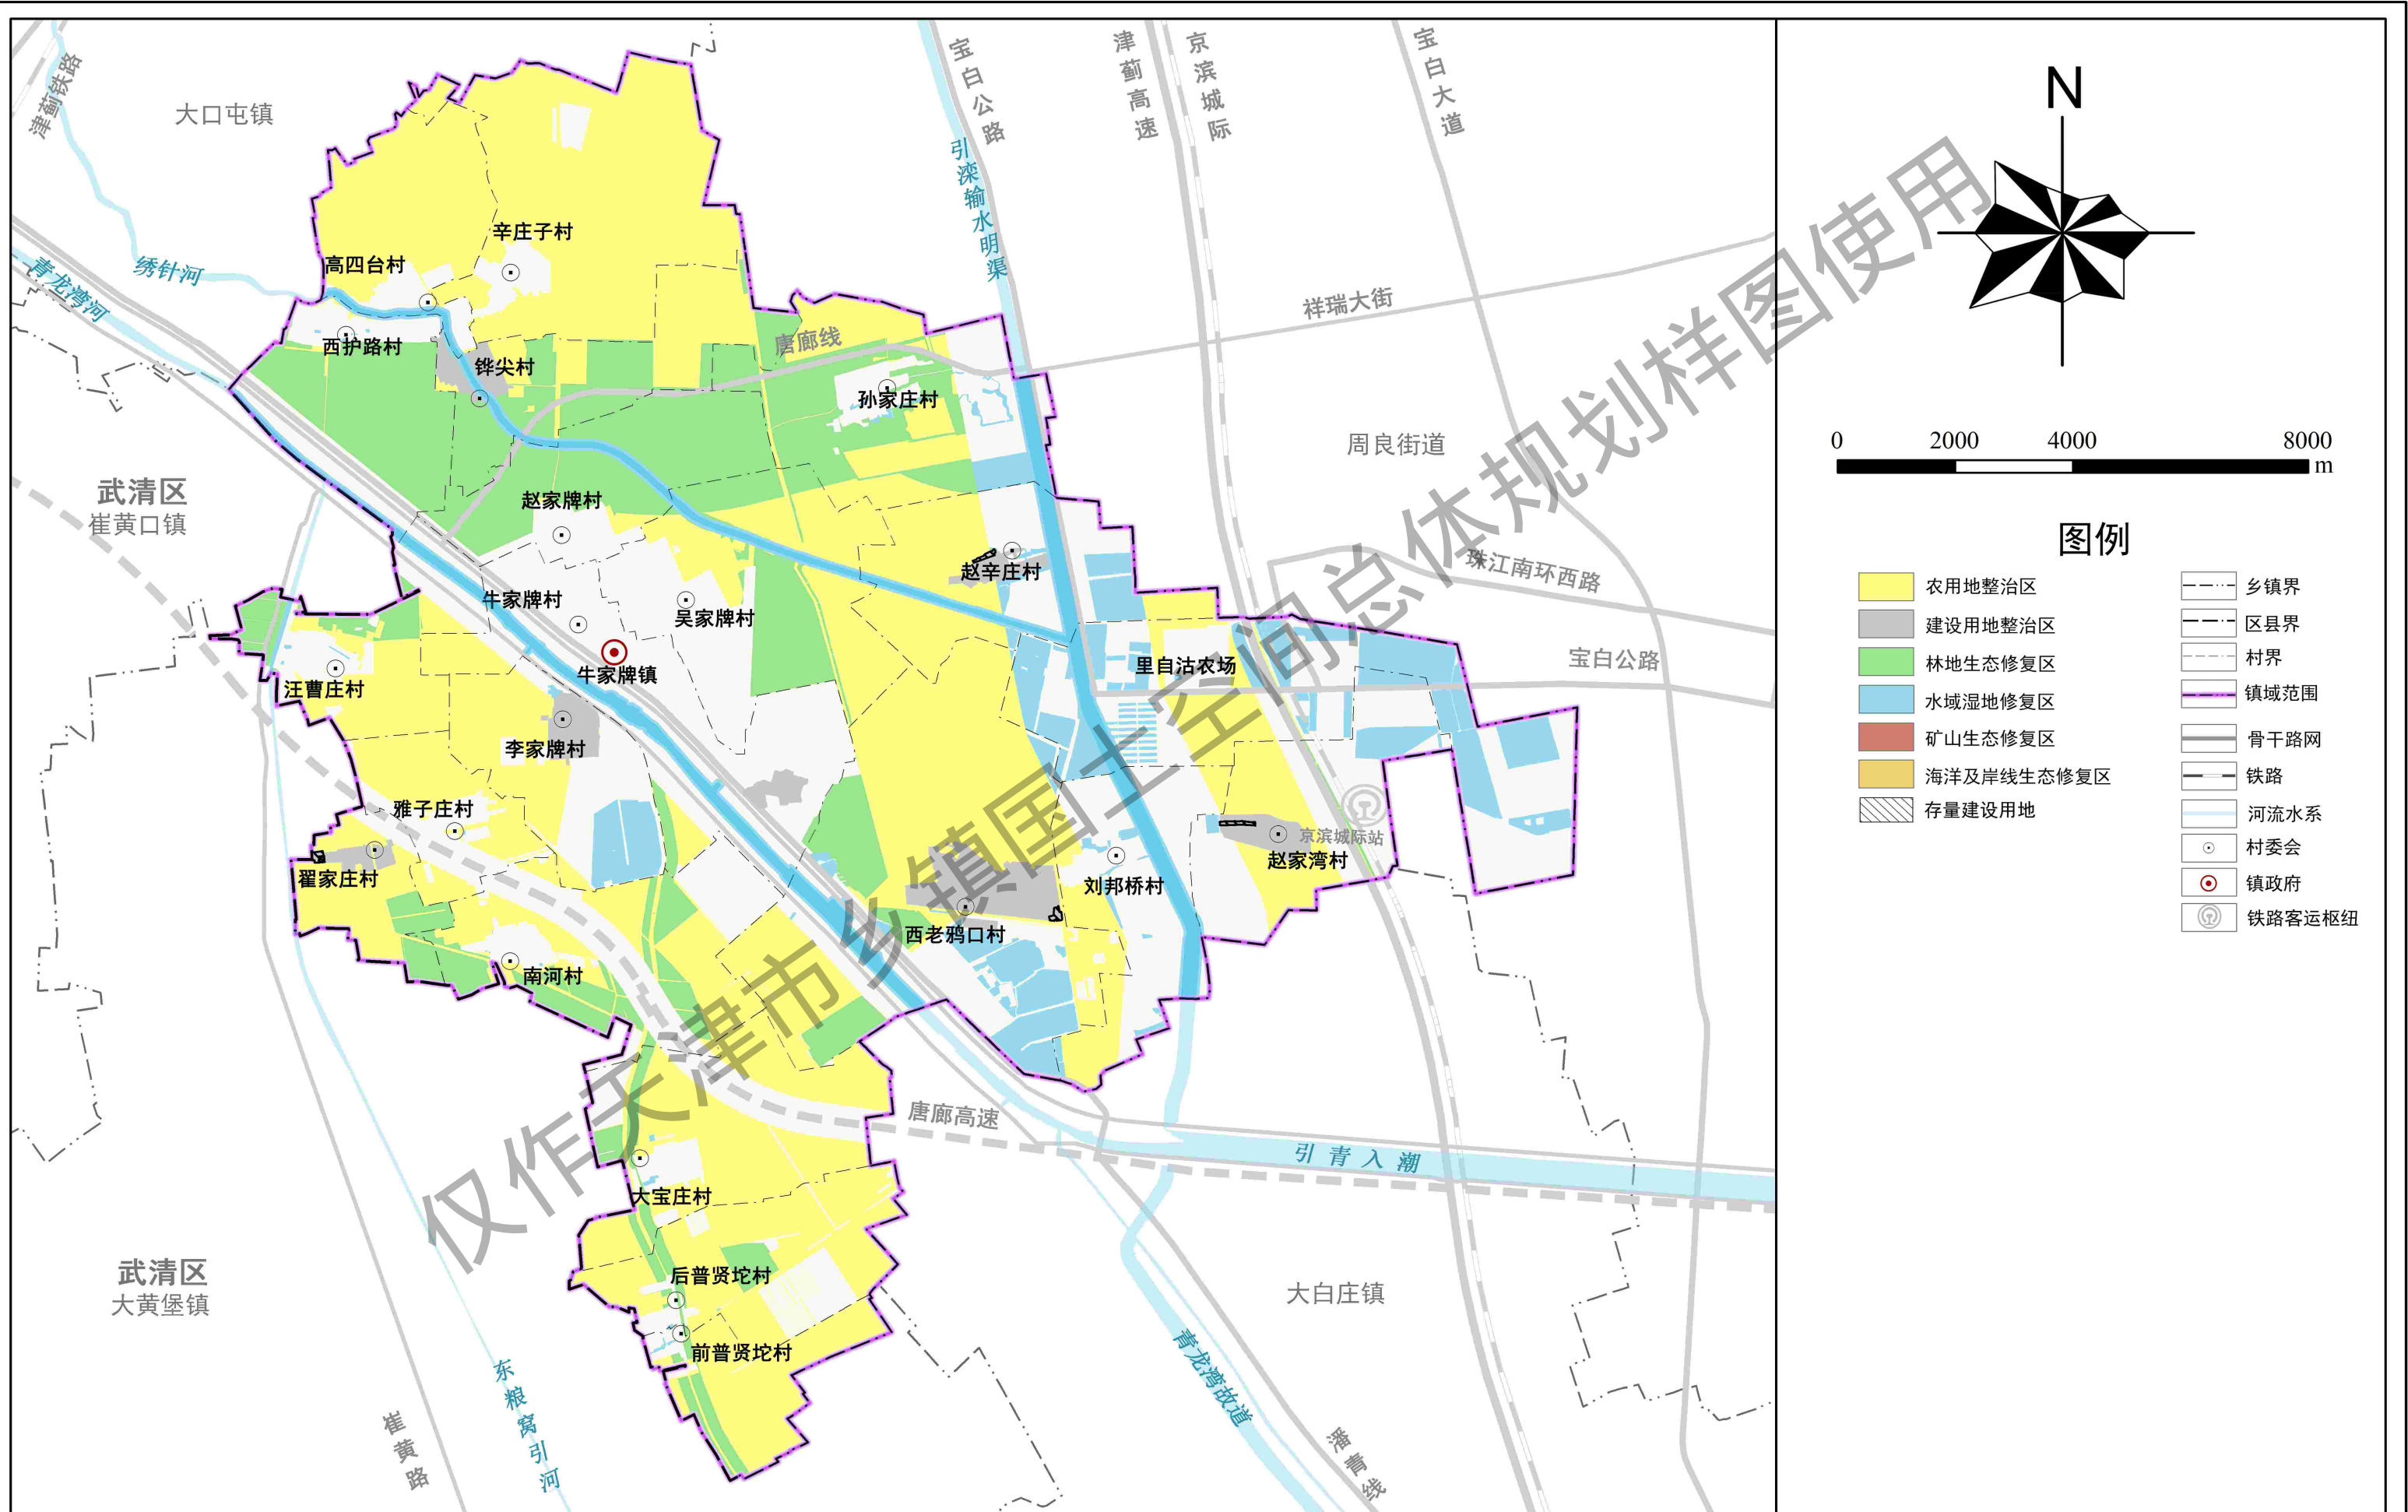 津蓟铁路
大口屯镇
宝白公路
津蓟高速
京滨城际
宝白大道
引滦输水明渠
绣针河
青龙湾河
辛庄子村
高四台村
西护路村
铧尖村
唐廊线
孙家庄村
祥瑞大街
周良街道
武清区
崔黄口镇
赵家牌村
赵辛庄村
珠江南环西路
牛家牌村
吴家牌村
牛家牌镇
里自沽农场
宝白公路
汪曹庄村
李家牌村
雅子庄村
翟家庄村
京滨城际站
赵家湾村
刘邦桥村
西老鸦口村
南河村
唐廊高速
引青入潮
大宝庄村
后普贤坨村
前普贤坨村
武清区
大黄堡镇
大白庄镇
青龙湾故道
东粮窝引河
崔黄路
潘青线
仅作天津市乡镇国土空间总体规划样图使用
N
0 2000 4000 8000
m
图例
农用地整治区
建设用地整治区
林地生态修复区
水域湿地修复区
矿山生态修复区
海洋及岸线生态修复区
存量建设用地
乡镇界
区县界
村界
镇域范围
骨干路网
铁路
河流水系
村委会
镇政府
铁路客运枢纽